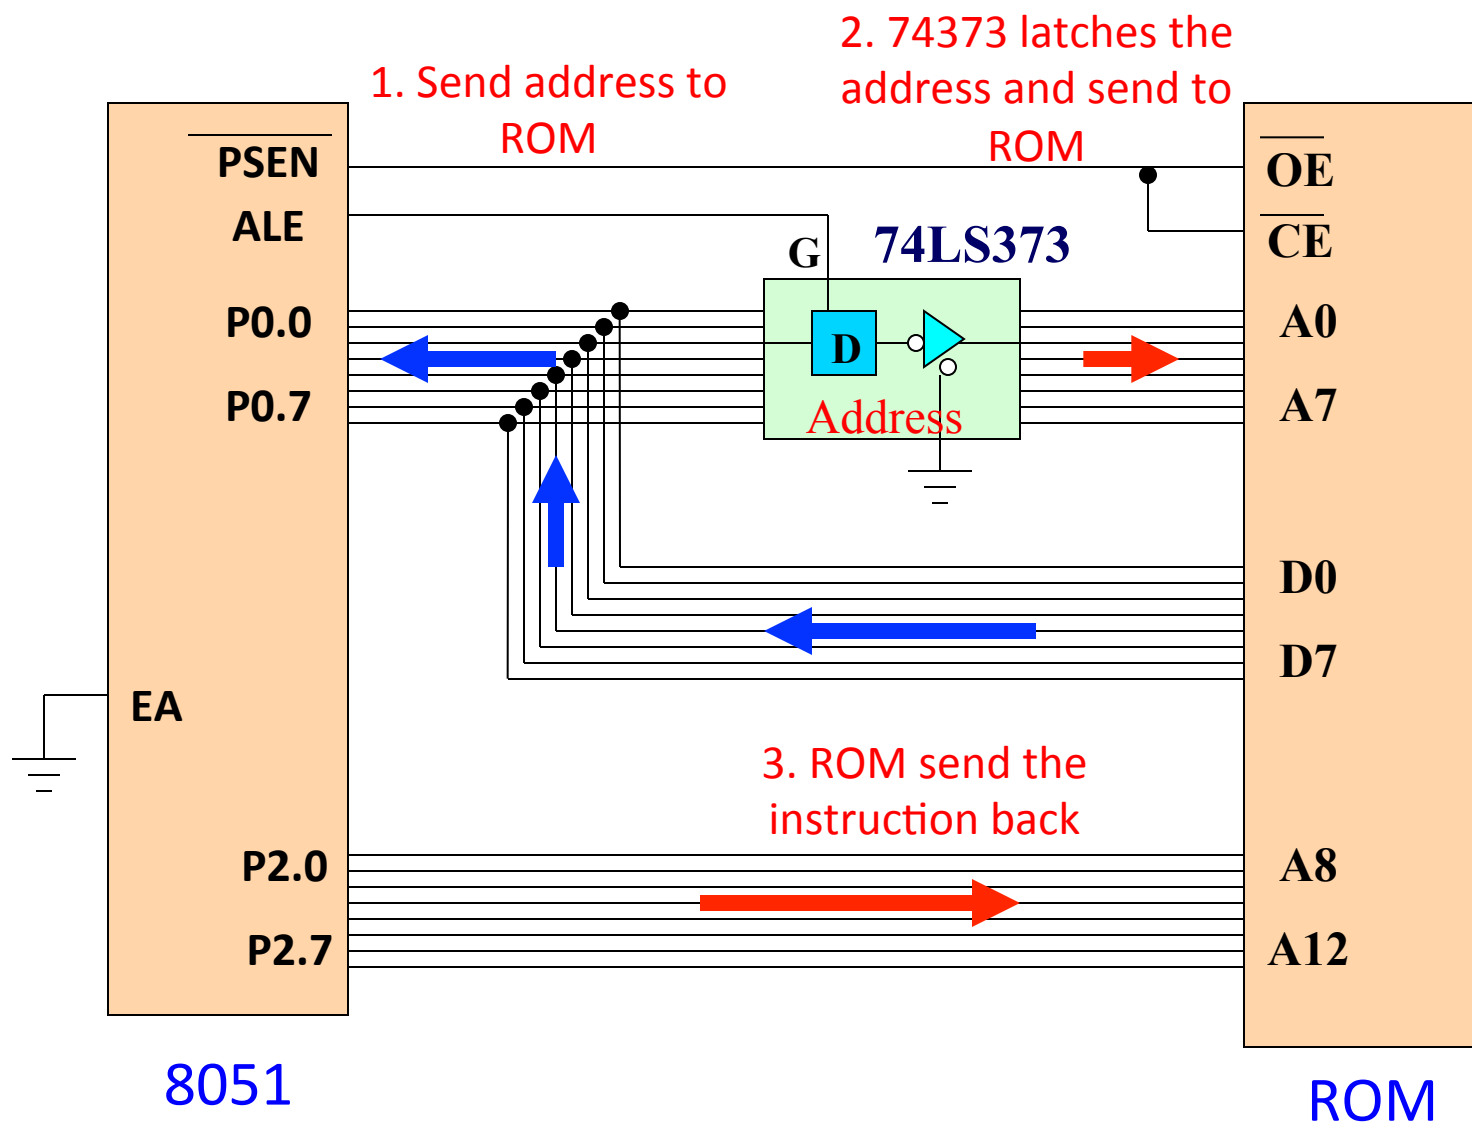 1. Send address to
ROM
2. 74373 latches the
address and send to
ROM
PSEN
ALE
P0.0
P0.7
EA
P2.0
P2.7
8051
G
74LS373
D
Address
OE
CE
A0
A7
D0
D7
3. ROM send the
instruction back
A8
A12
ROM